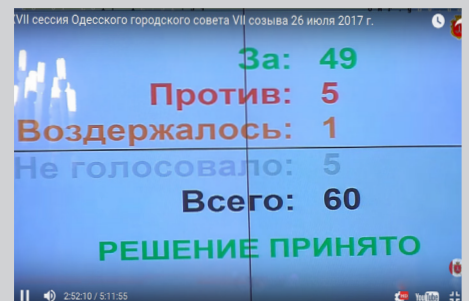 XVII сессия Одесского городского совета VII созыва 26 июля 2017 г.
За: 49
Против: 5
Воздержалось: 1
Не голосовало: 5
Всего: 60
РЕШЕНИЕ ПРИНЯТО
2:52:10 / 5:11:55
YouTube